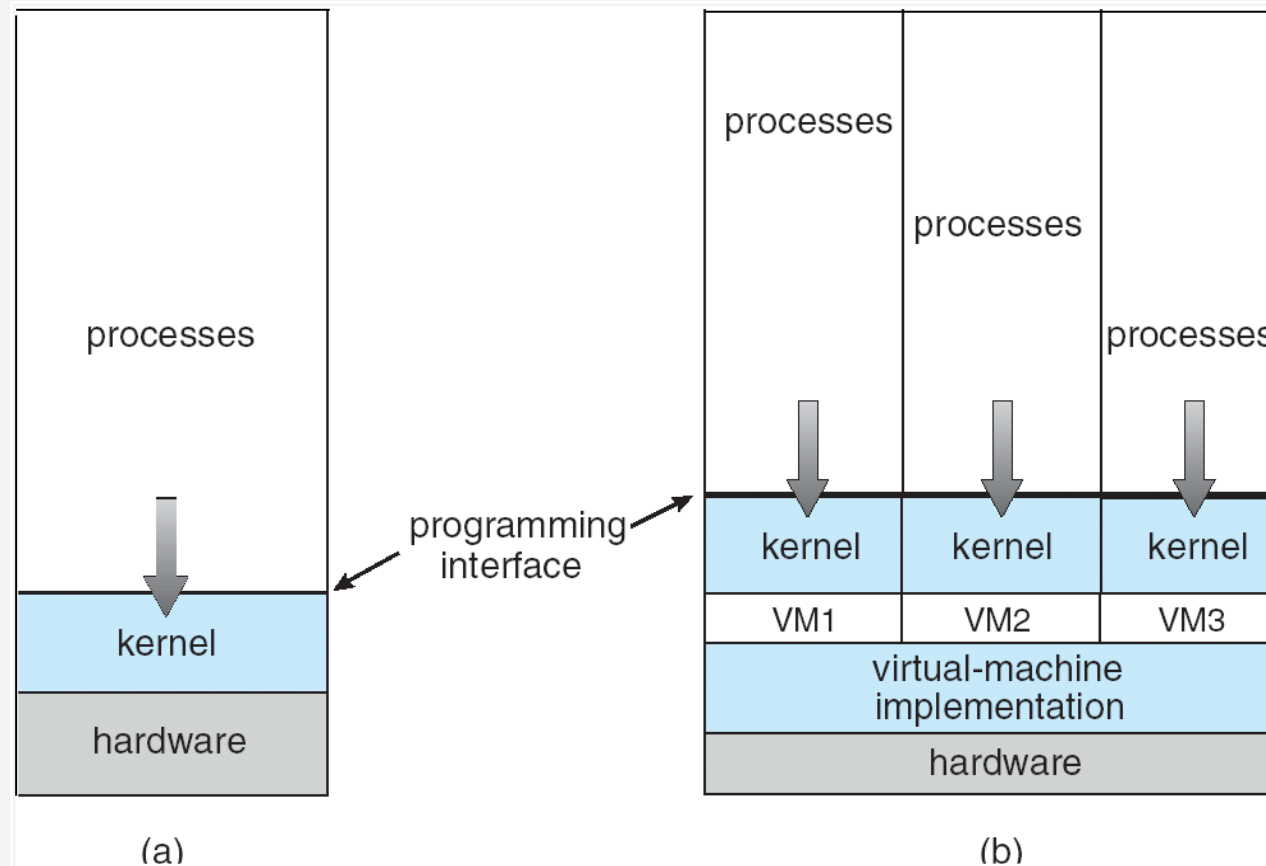 processes
kernel
hardware
(a)
programming
interface
processes
processes
processes
kernel
kernel
kernel
VM1
VM2
VM3
virtual-machine
implementation
hardware
(b)